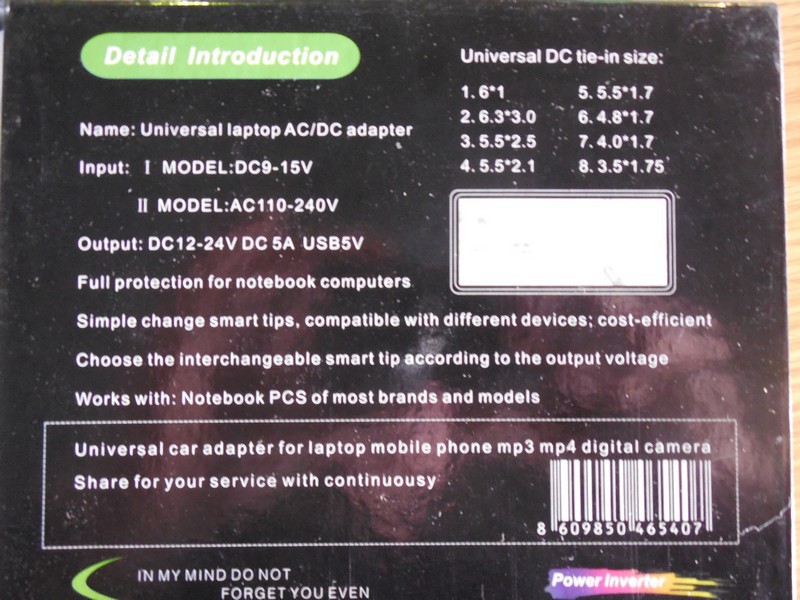 Detail Introduction
Name: Universal laptop AC/DC adapter
Input: Ⅰ MODEL:DC9-15V
Ⅱ MODEL:AC110-240V
Output: DC12-24V DC 5A USB5V
Full protection for notebook computers
Universal DC tie-in size:
1. 6*1
2. 6.3*3.0
3. 5.5*2.5
4. 5.5*2.1
5. 5.5*1.7
6. 4.8*1.7
7. 4.0*1.7
8. 3.5*1.75
Simple change smart tips, compatible with different devices; cost-efficient
Choose the interchangeable smart tip according to the output voltage
Works with: Notebook PCS of most brands and models
Universal car adapter for laptop mobile phone mp3 mp4 digital camera
Share for your service with continuousy
8 609850 465407
IN MY MIND DO NOT
FORGET YOU EVEN
Power Inverter